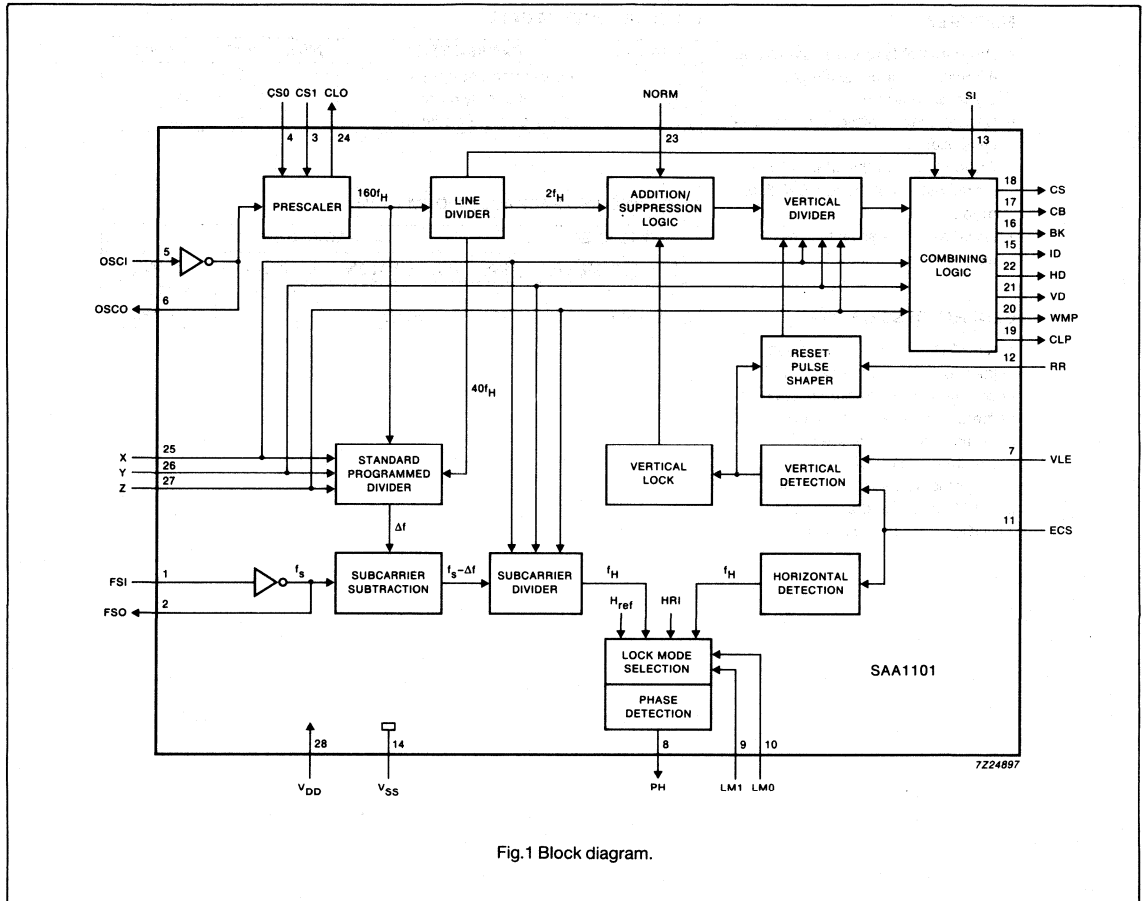 CS0 CS1 CLO NORM SI
4 3 24 23 13
18 CS
17 CB
16 BK
15 ID
22 HD
21 VD
20 WMP
19 CLP
12 RR
PRESCALER
160fH
LINE
DIVIDER
2fH
ADDITION/
SUPPRESSION
LOGIC
VERTICAL
DIVIDER
COMBINING
LOGIC
OSCI 5
OSCO 6
RESET
PULSE
SHAPER
40fH
X 25
Y 26
Z 27
STANDARD
PROGRAMMED
DIVIDER
VERTICAL
LOCK
VERTICAL
DETECTION
7 VLE
11 ECS
Δf
FSI 1
FSO 2
fs
SUBCARRIER
SUBTRACTION
fs-Δf
SUBCARRIER
DIVIDER
fH
fH
HORIZONTAL
DETECTION
Href HRI
LOCK MODE
SELECTION
PHASE
DETECTION
SAA1101
28 14 8 9 10
7Z24897
VDD VSS PH LM1 LM0
Fig.1 Block diagram.